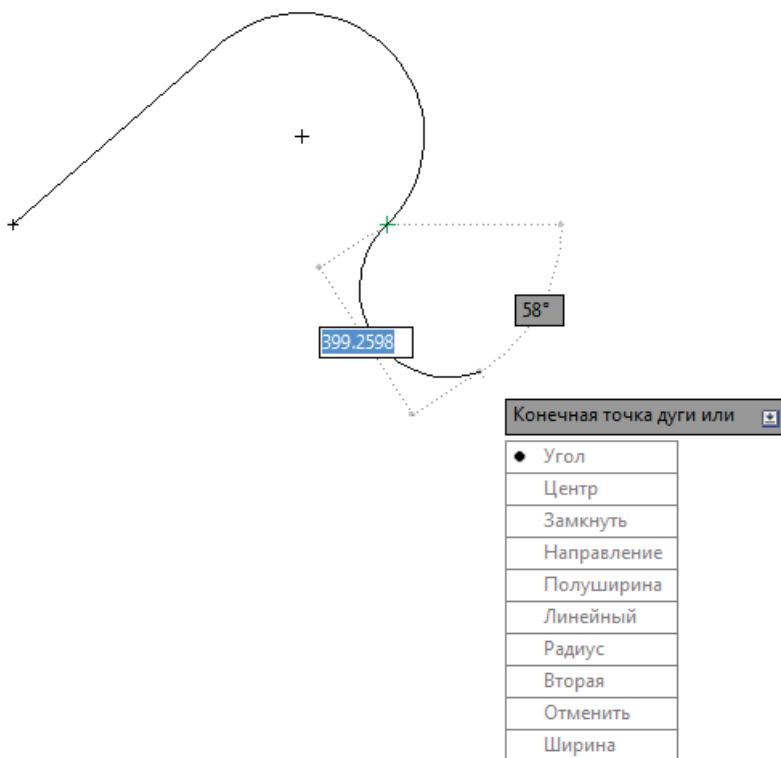 58°
399.2598
Конечная точка дуги или
Угол
Центр
Замкнуть
Направление
Полуширина
Линейный
Радиус
Вторая
Отменить
Ширина